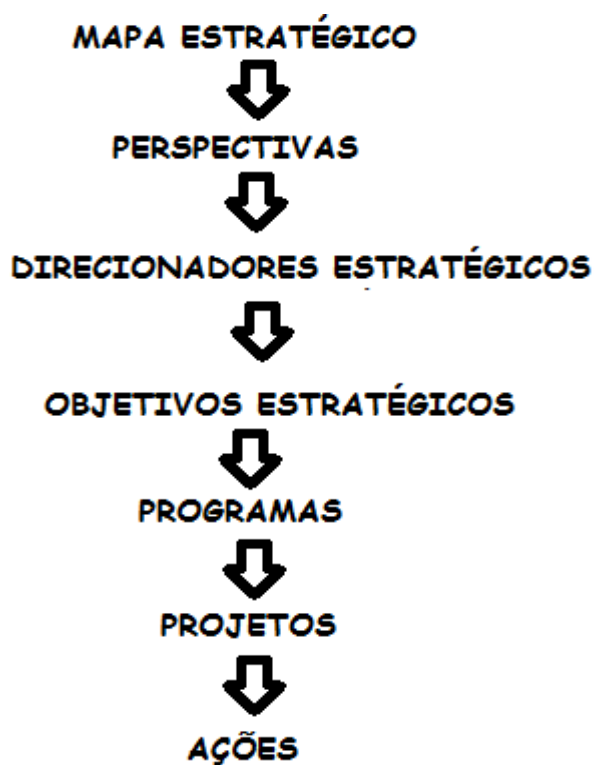 MAPA ESTRATÉGICO
PERSPECTIVAS
DIRECIONADORES ESTRATÉGICOS
OBJETIVOS ESTRATÉGICOS
PROGRAMAS
PROJETOS
AÇÕES